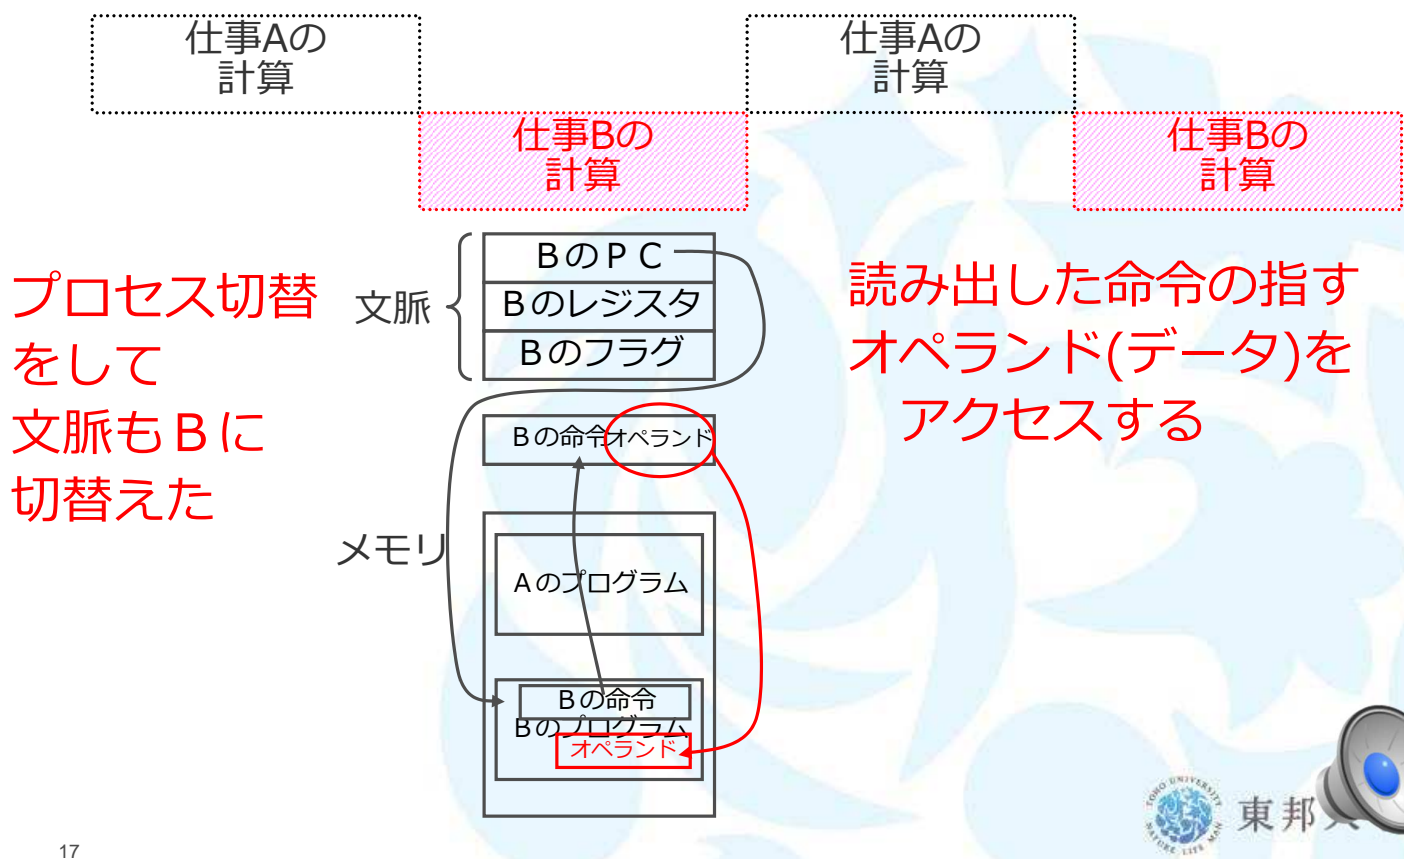 仕事Aの
計算
仕事Aの
計算
仕事Bの
計算
仕事Bの
計算
プロセス切替
をして
文脈もBに
切替えた
文脈
BのPC
Bのレジスタ
Bのフラグ
読み出した命令の指す
オペランド(データ)を
アクセスする
Bの命令オペランド
メモリ
Aのプログラム
Bの命令
Bのプログラム
オペランド
TOHO UNIVERSITY
NATURE LIFE MAN
東邦
17